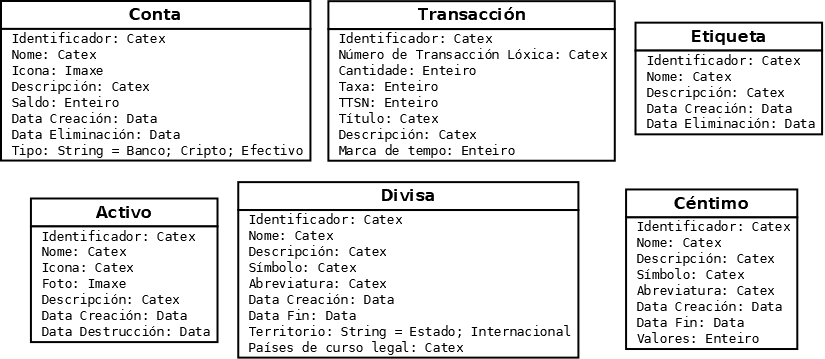 Conta
Identificador: Catex
Nome: Catex
Icona: Imaxe
Descripción: Catex
Saldo: Enteiro
Data Creación: Data
Data Eliminación: Data
Tipo: String = Banco; Cripto; Efectivo
Transacción
Identificador: Catex
Número de Transacción Lóxica: Catex
Cantidade: Enteiro
Taxa: Enteiro
TTSN: Enteiro
Título: Catex
Descripción: Catex
Marca de tempo: Enteiro
Etiqueta
Identificador: Catex
Nome: Catex
Descripción: Catex
Data Creación: Data
Data Eliminación: Data
Activo
Identificador: Catex
Nome: Catex
Icona: Catex
Foto: Imaxe
Descripción: Catex
Data Creación: Data
Data Destrucción: Data
Divisa
Identificador: Catex
Nome: Catex
Descripción: Catex
Símbolo: Catex
Abreviatura: Catex
Data Creación: Data
Data Fin: Data
Territorio: String = Estado; Internacional
Países de curso legal: Catex
Céntimo
Identificador: Catex
Nome: Catex
Descripción: Catex
Símbolo: Catex
Abreviatura: Catex
Data Creación: Data
Data Fin: Data
Valores: Enteiro